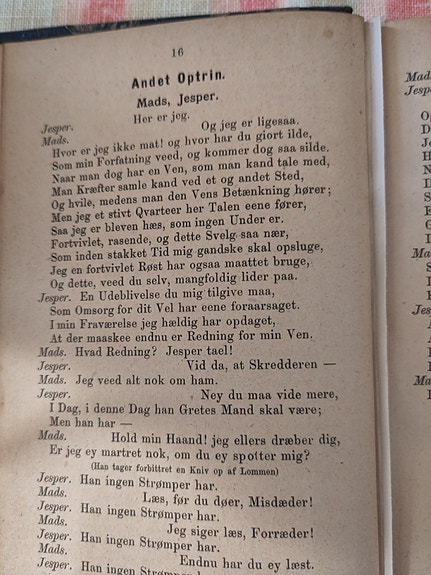 16
Andet Optrin.
Mads, Jesper.
Her er jeg.
Jesper. Og jeg er ligesaa.
Mads.
Hvor er jeg ikke mat! og hvor har du giort ilde,
Som min Forfatning veed, og kommer dog saa silde.
Naar man dog har en Ven, som man kand tale med,
Man Kræfter samle kand ved et og andet Sted,
Og hvile, medens man den Vens Betænkning hører;
Men jeg et stivt Qvarteer her Talen eene fører,
Saa jeg er bleven hæs, som ingen Under er.
Fortvivlet, rasende, og dette Svelg saa nær,
Som inden stakket Tid mig gandske skal opsluge,
Jeg en fortvivlet Røst har ogsaa maattet bruge,
Og dette, veed du selv, mangfoldig lider paa.
Jesper. En Udeblivelse du mig tilgive maa,
Som Omsorg for dit Vel har eene foraarsaget.
I min Fraværelse jeg hældig har opdaget,
At der maaskee endnu er Redning for min Ven.
Mads. Hvad Redning? Jesper tael!
Jesper. Vid da, at Skredderen —
Mads. Jeg veed alt nok om ham.
Jesper. Ney du maa vide mere,
I Dag, i denne Dag han Gretes Mand skal være;
Men han har —
Mads. Hold min Haand! jeg ellers dræber dig,
Er jeg ey martret nok, om du ey spotter mig?
(Han tager forbittret en Kniv op af Lommen)
Jesper. Han ingen Strømper har.
Mads. Læs, før du døer, Misdæder!
Jesper. Han ingen Strømper har.
Mads. Jeg siger læs, Forræder!
Jesper. Han ingen Strømper har.
Mads. Endnu har du ey læst.
Jesper. Han ingen Strømper har.
Mad
Jesp
Ma
Jes
Ma